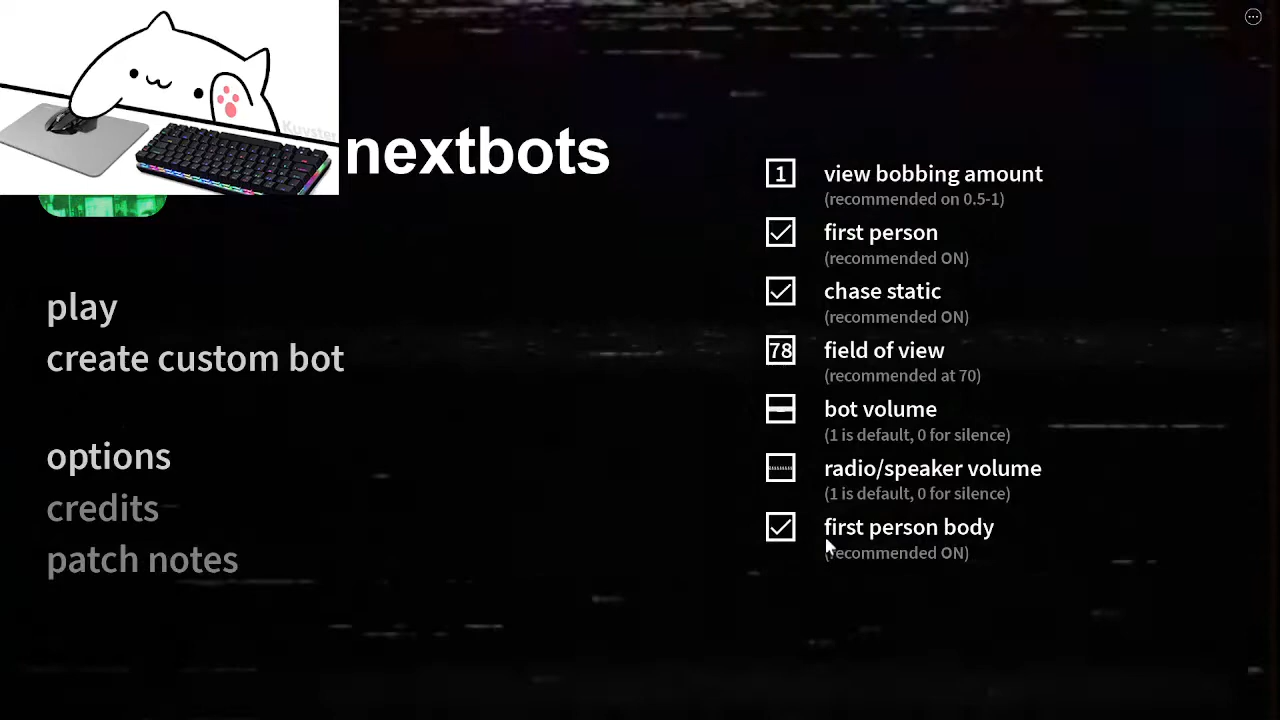 Kuyster
nextbots
play
create custom bot
options
credits
patch notes
1
view bobbing amount
(recommended on 0.5-1)
first person
(recommended ON)
chase static
(recommended ON)
78
field of view
(recommended at 70)
bot volume
(1 is default, 0 for silence)
radio/speaker volume
(1 is default, 0 for silence)
first person body
(recommended ON)